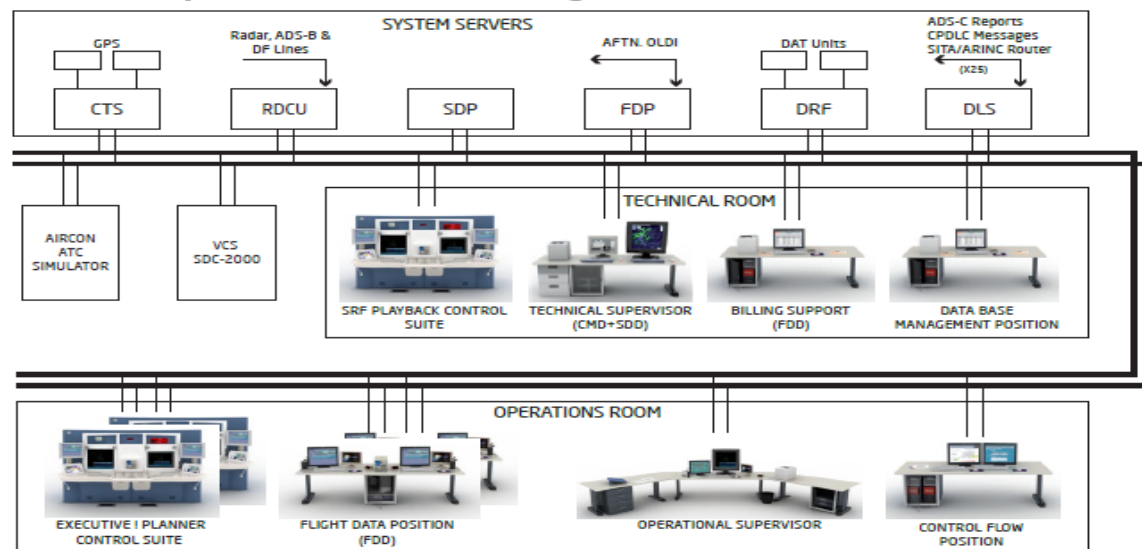 SYSTEM SERVERS
GPS
Radar, ADS-B &
DF Lines
AFTN. OLDI
DAT Units
ADS-C Reports
CPDLC Messages
SITA/ARINC Router
(X25)
CTS
RDCU
SDP
FDP
DRF
DLS
AIRCON
ATC
SIMULATOR
VCS
SDC-2000
TECHNICAL ROOM
SRF PLAYBACK CONTROL
SUITE
TECHNICAL SUPERVISOR
(CMD+SDD)
BILLING SUPPORT
(FDD)
DATA BASE
MANAGEMENT POSITION
OPERATIONS ROOM
EXECUTIVE ! PLANNER
CONTROL SUITE
FLIGHT DATA POSITION
(FDD)
OPERATIONAL SUPERVISOR
CONTROL FLOW
POSITION